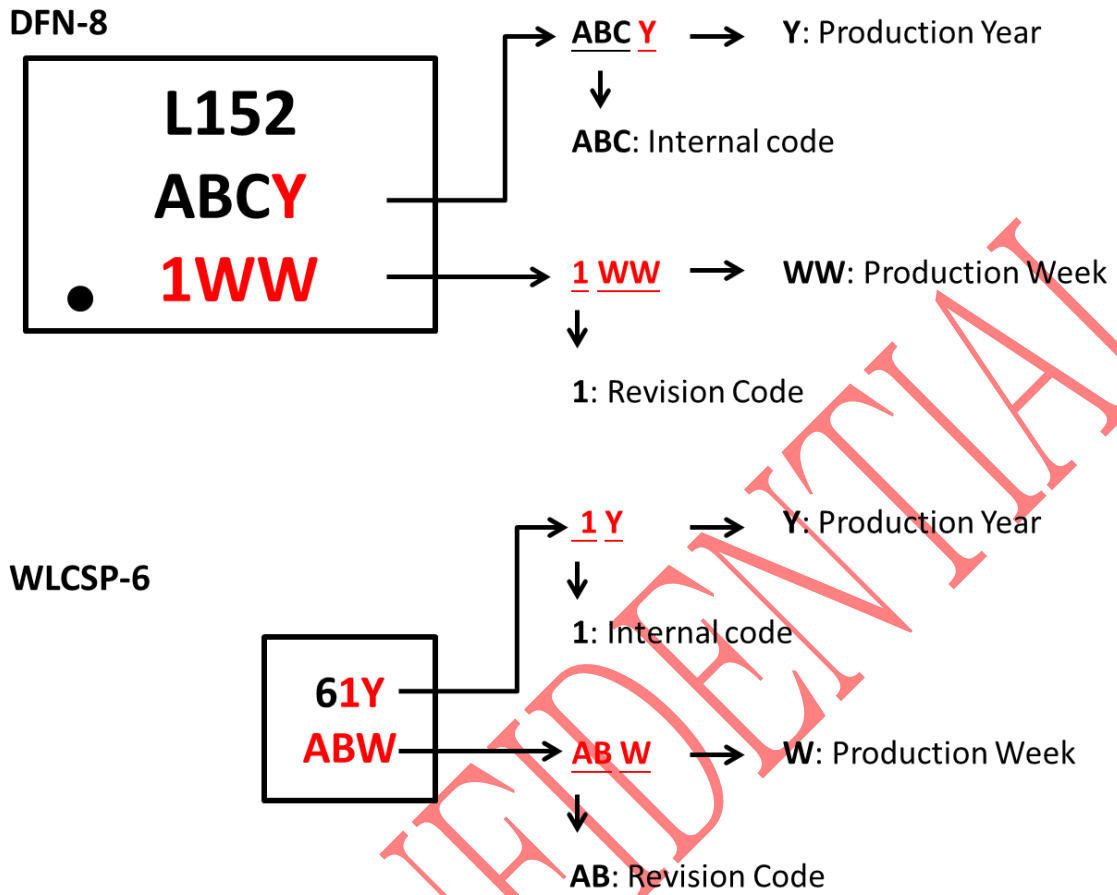 DFN-8
L152
ABCY
1WW
ABC Y
Y: Production Year
ABC: Internal code
1 WW
WW: Production Week
1: Revision Code
WLCSP-6
61Y
ABW
1 Y
Y: Production Year
1: Internal code
AB W
W: Production Week
AB: Revision Code